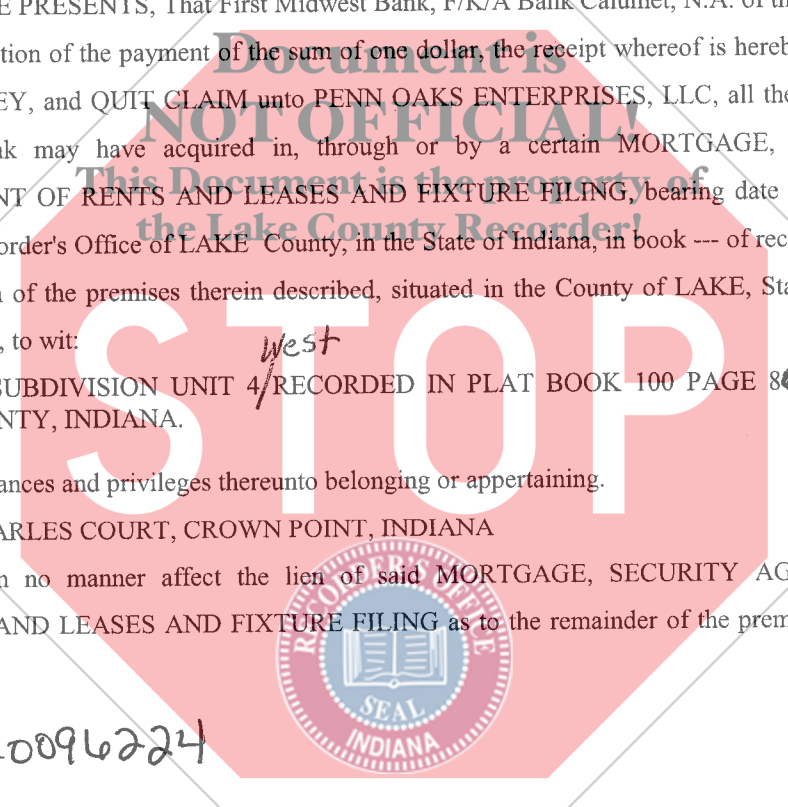 E PRESENTS, That First Midwest Bank, F/K/A Bank Calumet, N.A. of th
tion of the payment of the sum of one dollar, the receipt whereof is hereb
Document is
EY, and QUIT CLAIM unto PENN OAKS ENTERPRISES, LLC, all the
NOT OFFICIAL!
nk may have acquired in, through or by a certain MORTGAGE,
This Document is the property of
NT OF RENTS AND LEASES AND FIXTURE FILING, bearing date
the Lake County Recorder!
order's Office of LAKE County, in the State of Indiana, in book --- of rec
n of the premises therein described, situated in the County of LAKE, Sta
, to wit:
West
SUBDIVISION UNIT 4/RECORDED IN PLAT BOOK 100 PAGE 8
NTY, INDIANA.
STOP
ances and privileges thereunto belonging or appertaining.
ARLES COURT, CROWN POINT, INDIANA
n no manner affect the lien of said MORTGAGE, SECURITY AG
AND LEASES AND FIXTURE FILING as to the remainder of the prem
RECORDER'S OFFICE
SEAL
INDIANA
0096224